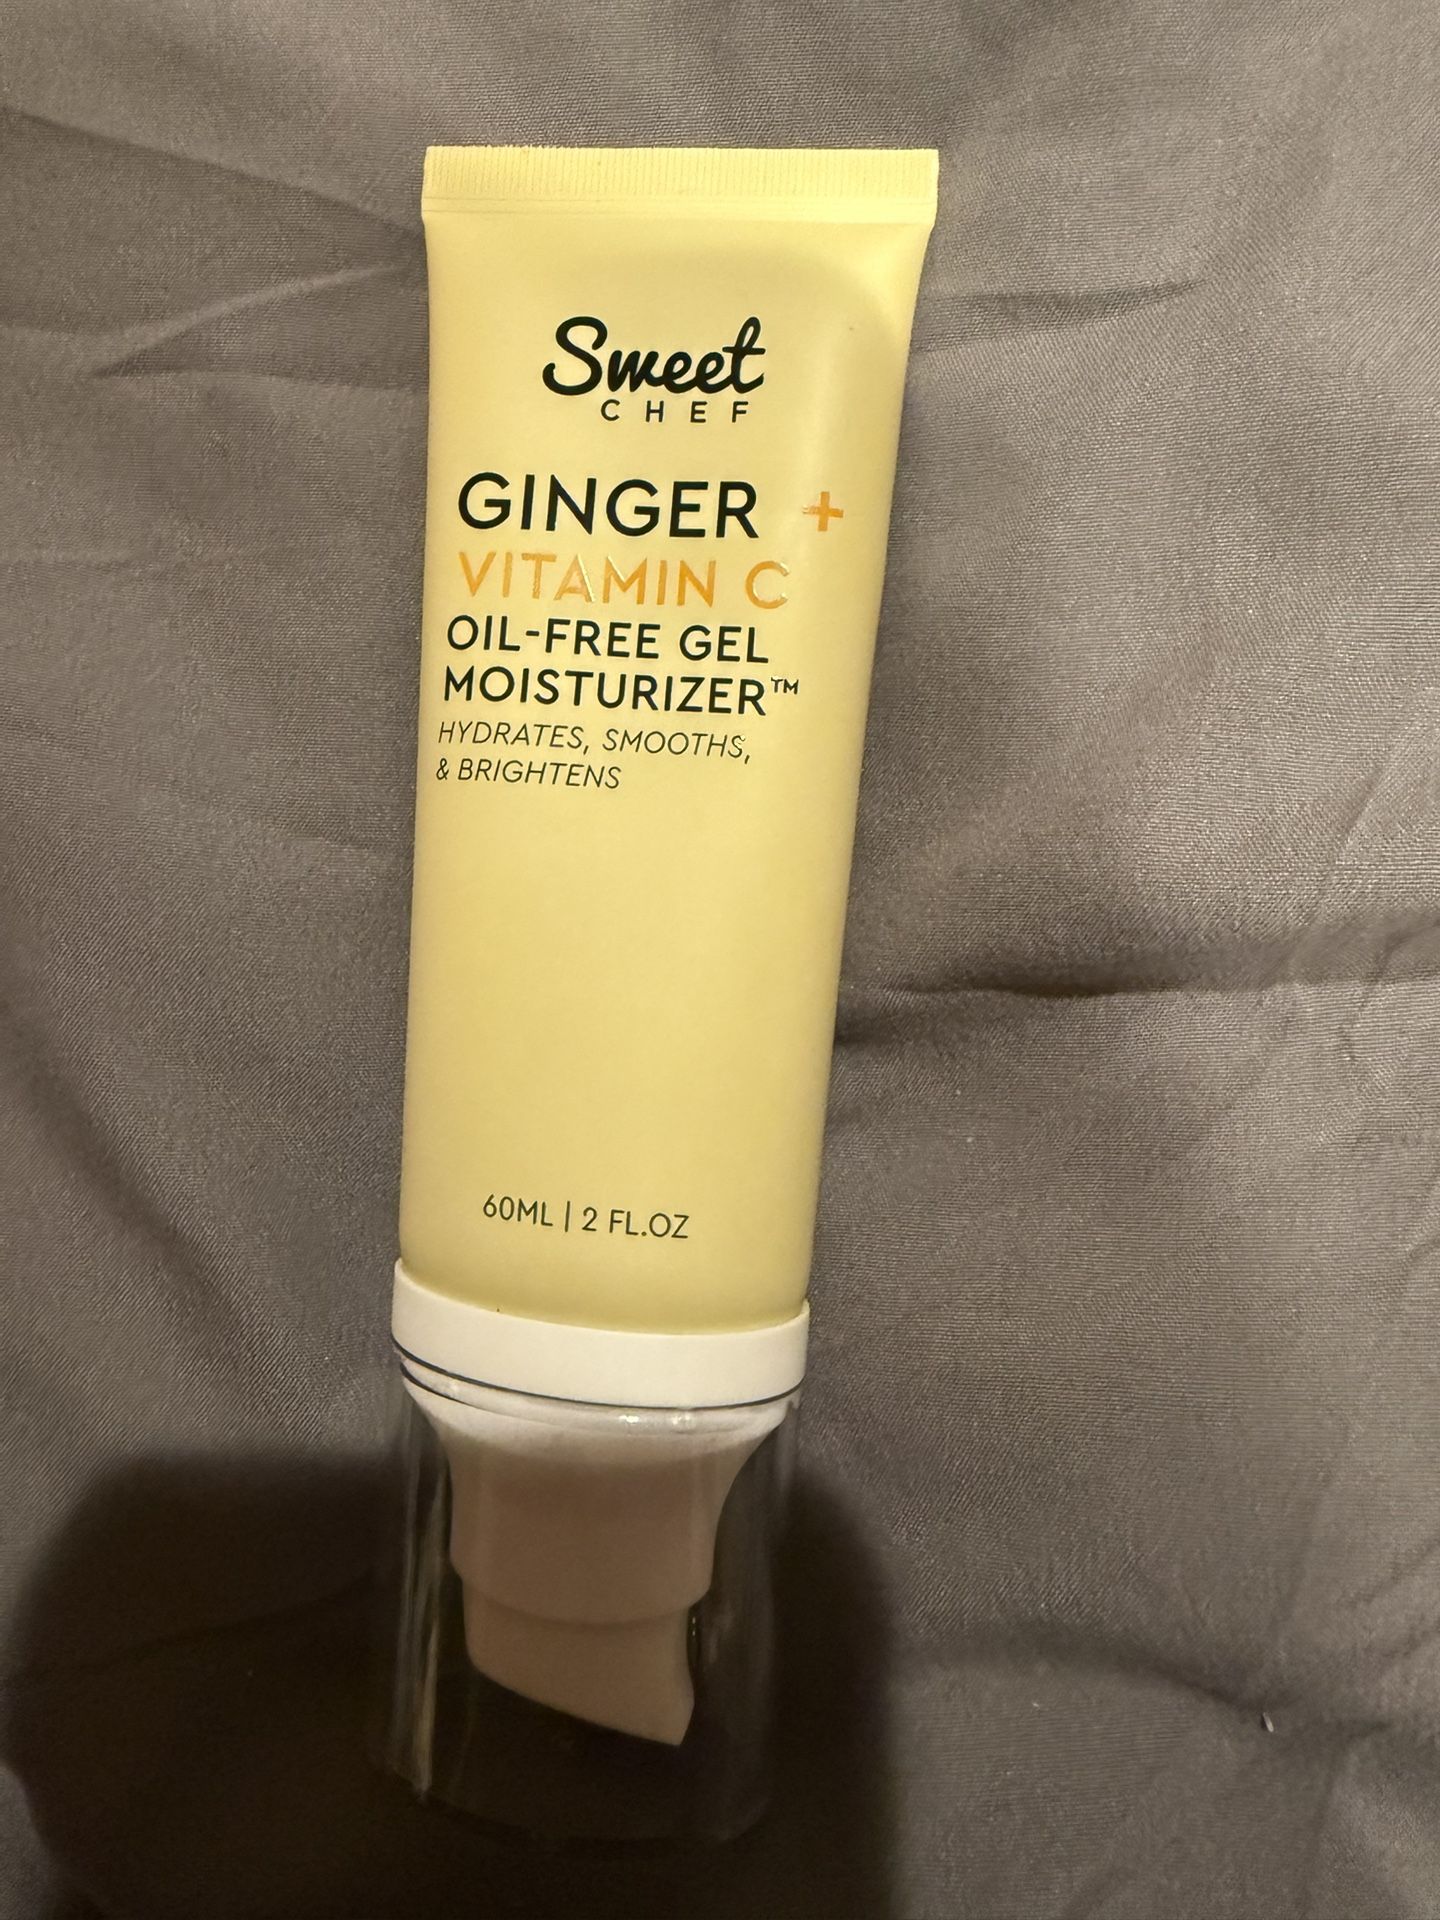 Sweet
CHEF
GINGER +
VITAMIN C
OIL-FREE GEL
MOISTURIZER™
HYDRATES, SMOOTHS,
& BRIGHTENS
60ML | 2 FL.OZ